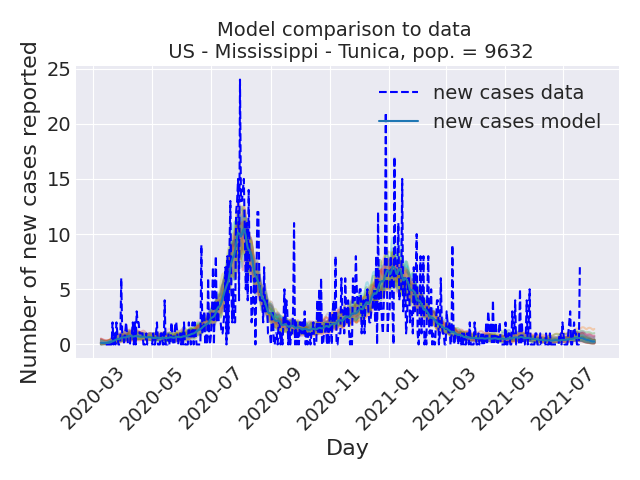 Model comparison to data
US - Mississippi - Tunica, pop. = 9632
new cases data
new cases model
Number of new cases reported
25
20
15
10
5
0
2020-03
2020-05
2020-07
2020-09
2020-11
2021-01
2021-03
2021-05
2021-07
Day